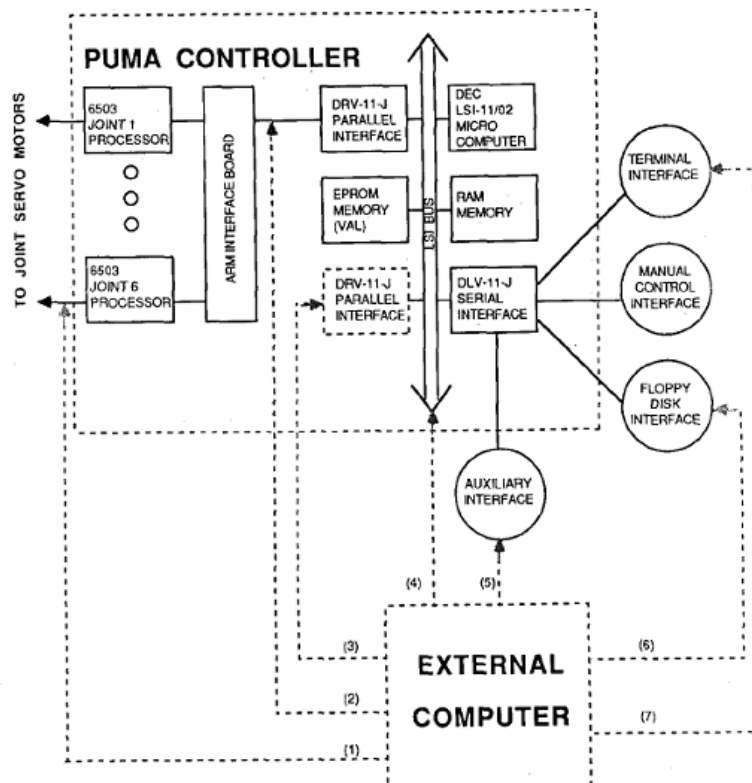 PUMA CONTROLLER
TO JOINT SERVO MOTORS
6503
JOINT 1
PROCESSOR
ARM INTERFACE BOARD
DRV-11-J
PARALLEL
INTERFACE
DEC
LSI-11/02
MICRO
COMPUTER
TERMINAL
INTERFACE
EPROM
MEMORY
(VAL)
LSI BUS
RAM
MEMORY
6503
JOINT 6
PROCESSOR
DRV-11-J
PARALLEL
INTERFACE
DLV-11-J
SERIAL
INTERFACE
MANUAL
CONTROL
INTERFACE
FLOPPY
DISK
INTERFACE
AUXILIARY
INTERFACE
(4)
(5)
(3)
(6)
(2)
(7)
(1)
EXTERNAL
COMPUTER